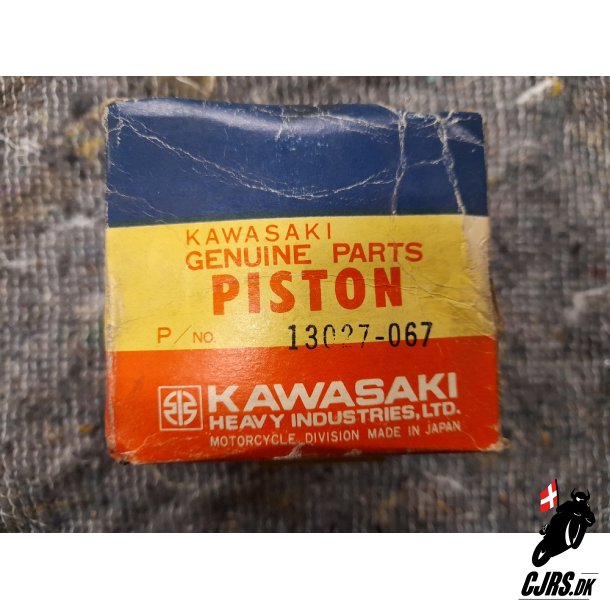 KAWASAKI
GENUINE PARTS
PISTON
P/NO. 13027-067
KAWASAKI
HEAVY INDUSTRIES, LTD.
MOTORCYCLE DIVISION MADE IN JAPAN
CJRS.DK